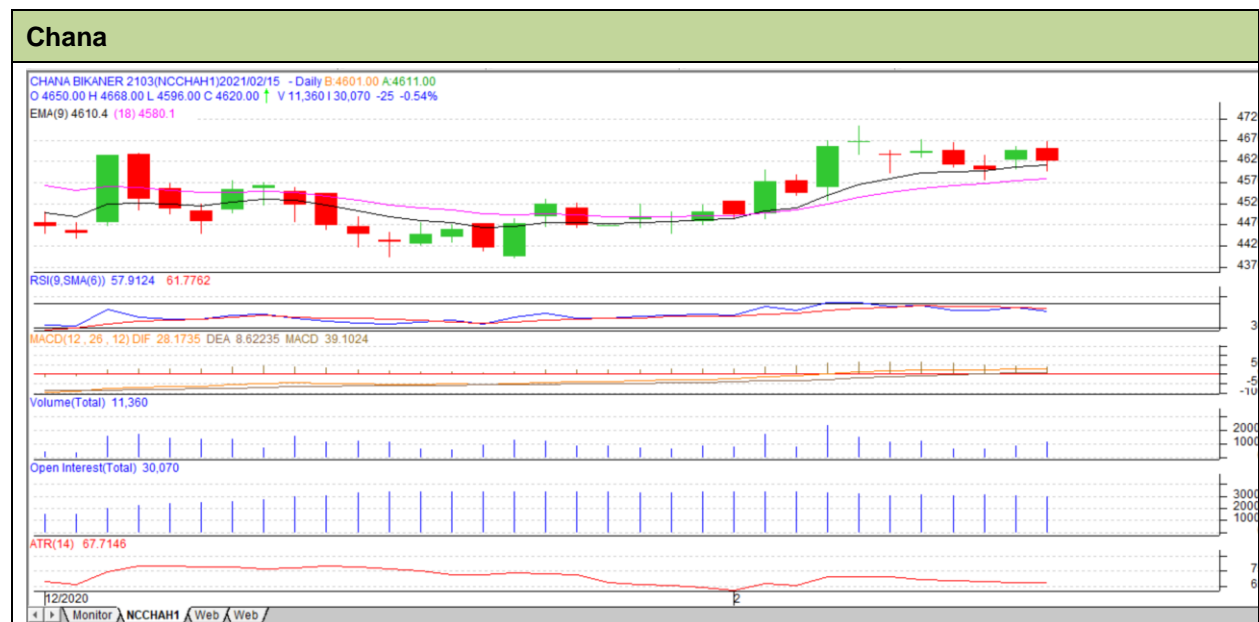 Chana
CHANA BIKANER 2103(NCCHAH1)2021/02/15 - Daily B:4601.00 A:4611.00
O 4650.00 H 4668.00 L 4596.00 C 4620.00 ↑ V 11,360 I 30,070 -25 -0.54%
EMA(9) 4610.4 (18) 4580.1
472
467
462
457
452
447
442
437
RSI(9,SMA(6)) 57.9124 61.7762
3
MACD(12 , 26 , 12) DIF 28.1735 DEA 8.62235 MACD 39.1024
5
-5
-10
Volume(Total) 11,360
2000
1000
Open Interest(Total) 30,070
3000
2000
1000
ATR(14) 67.7146
7
6
12/2020 2
Monitor NCCHAH1 Web Web